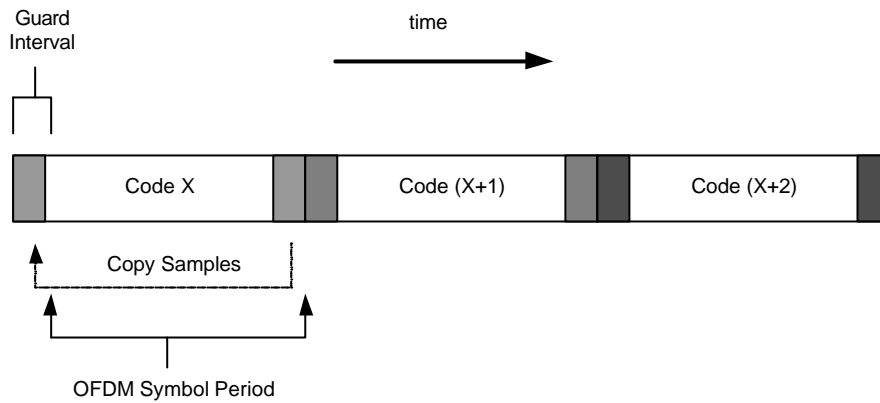 Guard
Interval
time
Code X
Code (X+1)
Code (X+2)
Copy Samples
OFDM Symbol Period